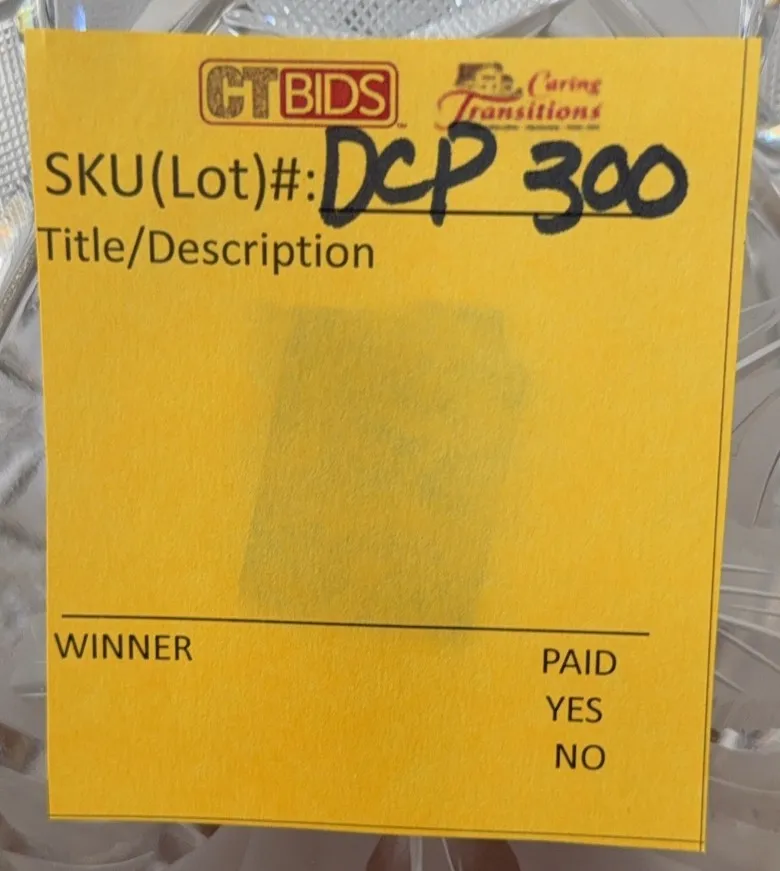 CTBIDS
Caring
Transitions
SKU(Lot)#: DCP 300
Title/Description
WINNER
PAID
YES
NO